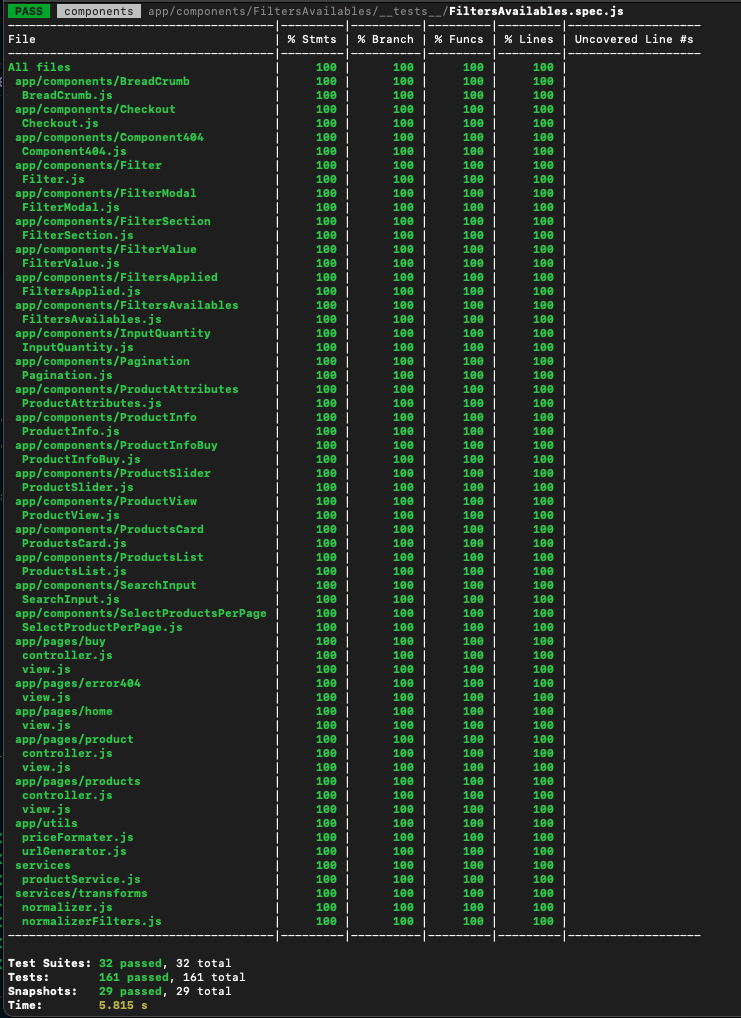 PASS components app/components/FiltersAvailables/__tests__/FiltersAvailables.spec.js
File | % Stmts | % Branch | % Funcs | % Lines | Uncovered Line #s
All files | 100 | 100 | 100 | 100 |
app/components/BreadCrumb | 100 | 100 | 100 | 100 |
BreadCrumb.js | 100 | 100 | 100 | 100 |
app/components/Checkout | 100 | 100 | 100 | 100 |
Checkout.js | 100 | 100 | 100 | 100 |
app/components/Component404 | 100 | 100 | 100 | 100 |
Component404.js | 100 | 100 | 100 | 100 |
app/components/Filter | 100 | 100 | 100 | 100 |
Filter.js | 100 | 100 | 100 | 100 |
app/components/FilterModal | 100 | 100 | 100 | 100 |
FilterModal.js | 100 | 100 | 100 | 100 |
app/components/FilterSection | 100 | 100 | 100 | 100 |
FilterSection.js | 100 | 100 | 100 | 100 |
app/components/FilterValue | 100 | 100 | 100 | 100 |
FilterValue.js | 100 | 100 | 100 | 100 |
app/components/FiltersApplied | 100 | 100 | 100 | 100 |
FiltersApplied.js | 100 | 100 | 100 | 100 |
app/components/FiltersAvailables | 100 | 100 | 100 | 100 |
FiltersAvailables.js | 100 | 100 | 100 | 100 |
app/components/InputQuantity | 100 | 100 | 100 | 100 |
InputQuantity.js | 100 | 100 | 100 | 100 |
app/components/Pagination | 100 | 100 | 100 | 100 |
Pagination.js | 100 | 100 | 100 | 100 |
app/components/ProductAttributes | 100 | 100 | 100 | 100 |
ProductAttributes.js | 100 | 100 | 100 | 100 |
app/components/ProductInfo | 100 | 100 | 100 | 100 |
ProductInfo.js | 100 | 100 | 100 | 100 |
app/components/ProductInfoBuy | 100 | 100 | 100 | 100 |
ProductInfoBuy.js | 100 | 100 | 100 | 100 |
app/components/ProductSlider | 100 | 100 | 100 | 100 |
ProductSlider.js | 100 | 100 | 100 | 100 |
app/components/ProductView | 100 | 100 | 100 | 100 |
ProductView.js | 100 | 100 | 100 | 100 |
app/components/ProductsCard | 100 | 100 | 100 | 100 |
ProductsCard.js | 100 | 100 | 100 | 100 |
app/components/ProductsList | 100 | 100 | 100 | 100 |
ProductsList.js | 100 | 100 | 100 | 100 |
app/components/SearchInput | 100 | 100 | 100 | 100 |
SearchInput.js | 100 | 100 | 100 | 100 |
app/components/SelectProductsPerPage | 100 | 100 | 100 | 100 |
SelectProductPerPage.js | 100 | 100 | 100 | 100 |
app/pages/buy | 100 | 100 | 100 | 100 |
controller.js | 100 | 100 | 100 | 100 |
view.js | 100 | 100 | 100 | 100 |
app/pages/error404 | 100 | 100 | 100 | 100 |
view.js | 100 | 100 | 100 | 100 |
app/pages/home | 100 | 100 | 100 | 100 |
view.js | 100 | 100 | 100 | 100 |
app/pages/product | 100 | 100 | 100 | 100 |
controller.js | 100 | 100 | 100 | 100 |
view.js | 100 | 100 | 100 | 100 |
app/pages/products | 100 | 100 | 100 | 100 |
controller.js | 100 | 100 | 100 | 100 |
view.js | 100 | 100 | 100 | 100 |
app/utils | 100 | 100 | 100 | 100 |
priceFormater.js | 100 | 100 | 100 | 100 |
urlGenerator.js | 100 | 100 | 100 | 100 |
services | 100 | 100 | 100 | 100 |
productService.js | 100 | 100 | 100 | 100 |
services/transforms | 100 | 100 | 100 | 100 |
normalizer.js | 100 | 100 | 100 | 100 |
normalizerFilters.js | 100 | 100 | 100 | 100 |
Test Suites: 32 passed, 32 total
Tests: 161 passed, 161 total
Snapshots: 29 passed, 29 total
Time: 5.815 s